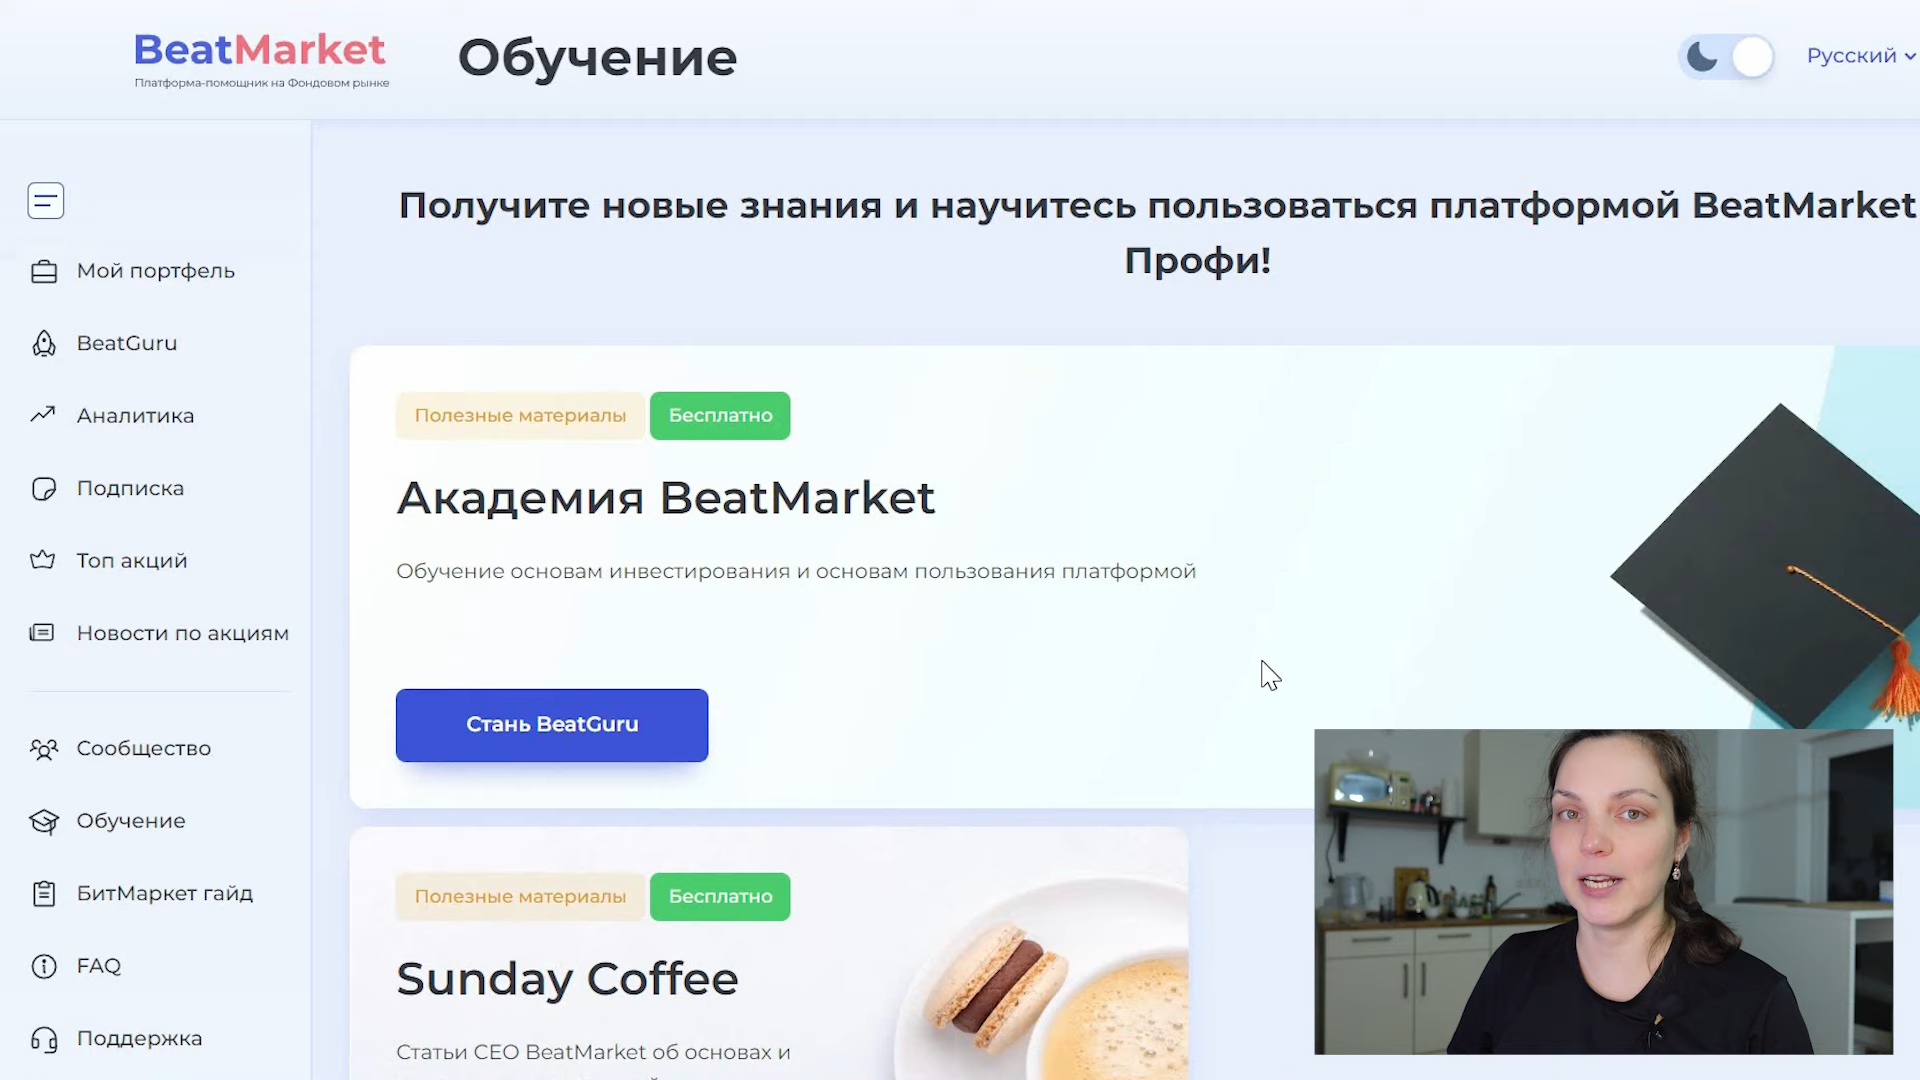 BeatMarket
Платформа-помощник на Фондовом рынке
Обучение
Русский
Мой портфель
BeatGuru
Аналитика
Подписка
Топ акций
Новости по акциям
Сообщество
Обучение
БитМаркет гайд
FAQ
Поддержка
Получите новые знания и научитесь пользоваться платформой BeatMarket
Профи!
Полезные материалы
Бесплатно
Академия BeatMarket
Обучение основам инвестирования и основам пользования платформой
Стань BeatGuru
Полезные материалы
Бесплатно
Sunday Coffee
Статьи CEO BeatMarket об основах и